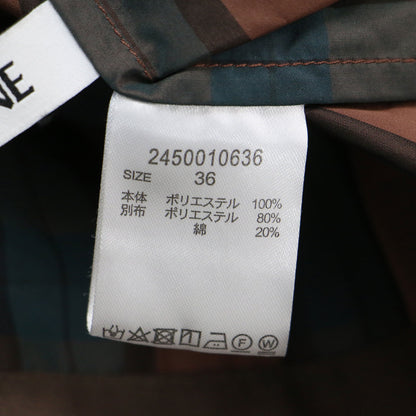 NE
2450010636
SIZE 36
本体 ポリエステル 100%
別布 ポリエステル 80%
綿 20%
F W